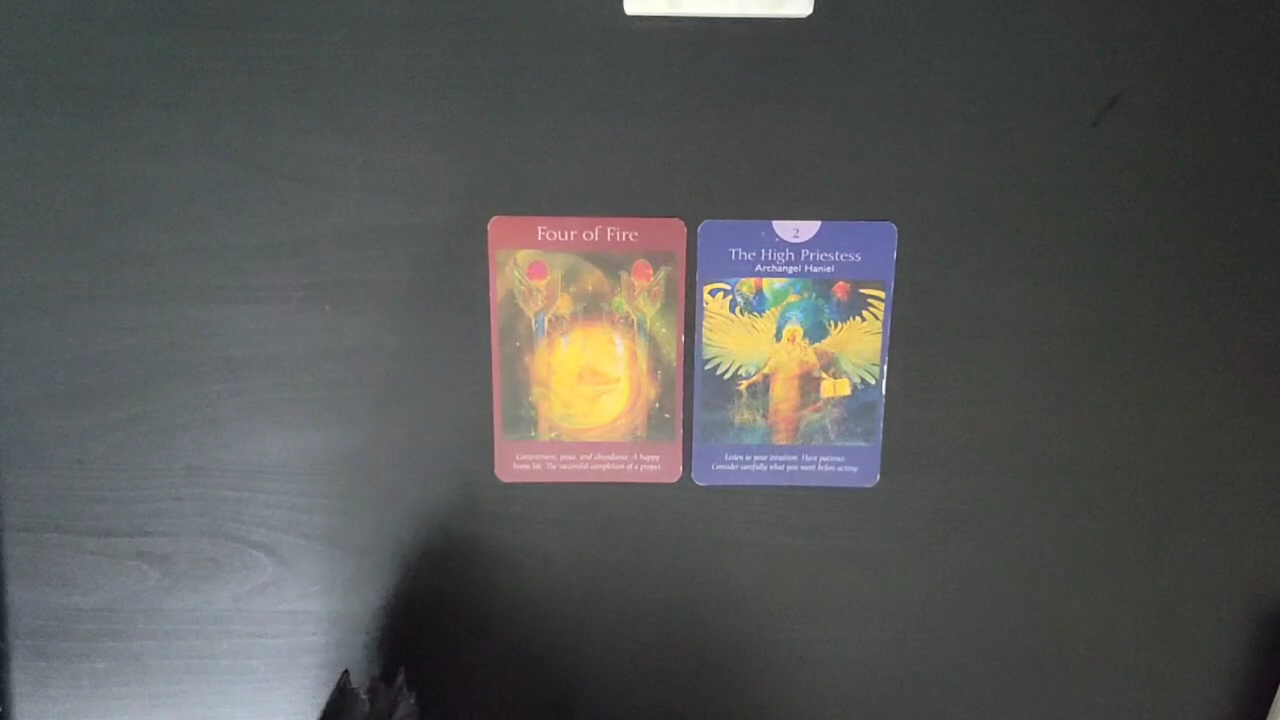 Four of Fire
Contentment, peace, and abundance. A happy
home life. The successful completion of a project.
2
The High Priestess
Archangel Haniel
Listen to your intuition. Have patience.
Consider carefully what you want before acting.